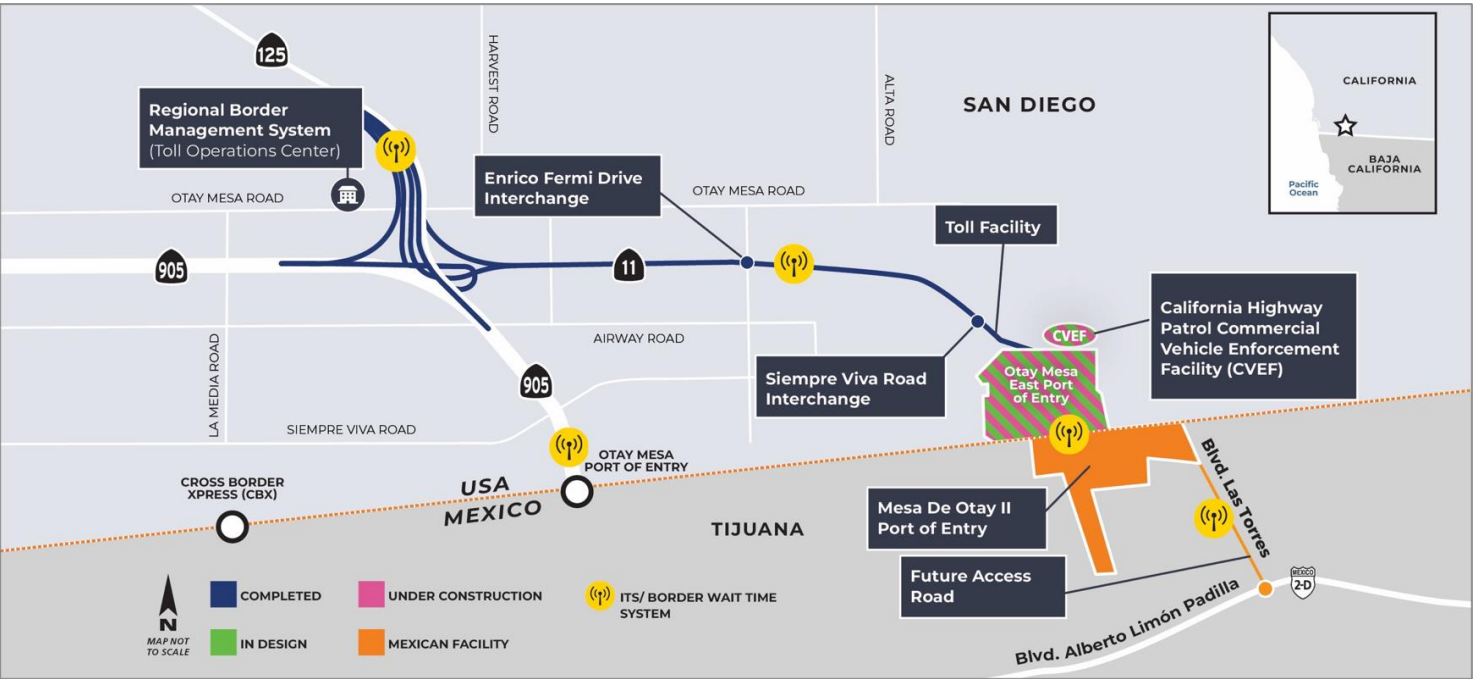 125
HARVEST ROAD
ALTA ROAD
SAN DIEGO
CALIFORNIA
BAJA
CALIFORNIA
Pacific
Ocean
Regional Border
Management System
(Toll Operations Center)
OTAY MESA ROAD
Enrico Fermi Drive
Interchange
OTAY MESA ROAD
Toll Facility
905
11
California Highway
Patrol Commercial
Vehicle Enforcement
Facility (CVEF)
CVEF
LA MEDIA ROAD
AIRWAY ROAD
905
Siempre Viva Road
Interchange
Otay Mesa
East Port
of Entry
SIEMPRE VIVA ROAD
OTAY MESA
PORT OF ENTRY
CROSS BORDER
XPRESS (CBX)
USA
MEXICO
TIJUANA
Mesa De Otay II
Port of Entry
Blvd. Las Torres
Future Access
Road
MEXICO
2-D
Blvd. Alberto Limón Padilla
N
MAP NOT
TO SCALE
COMPLETED
UNDER CONSTRUCTION
ITS/ BORDER WAIT TIME
SYSTEM
IN DESIGN
MEXICAN FACILITY